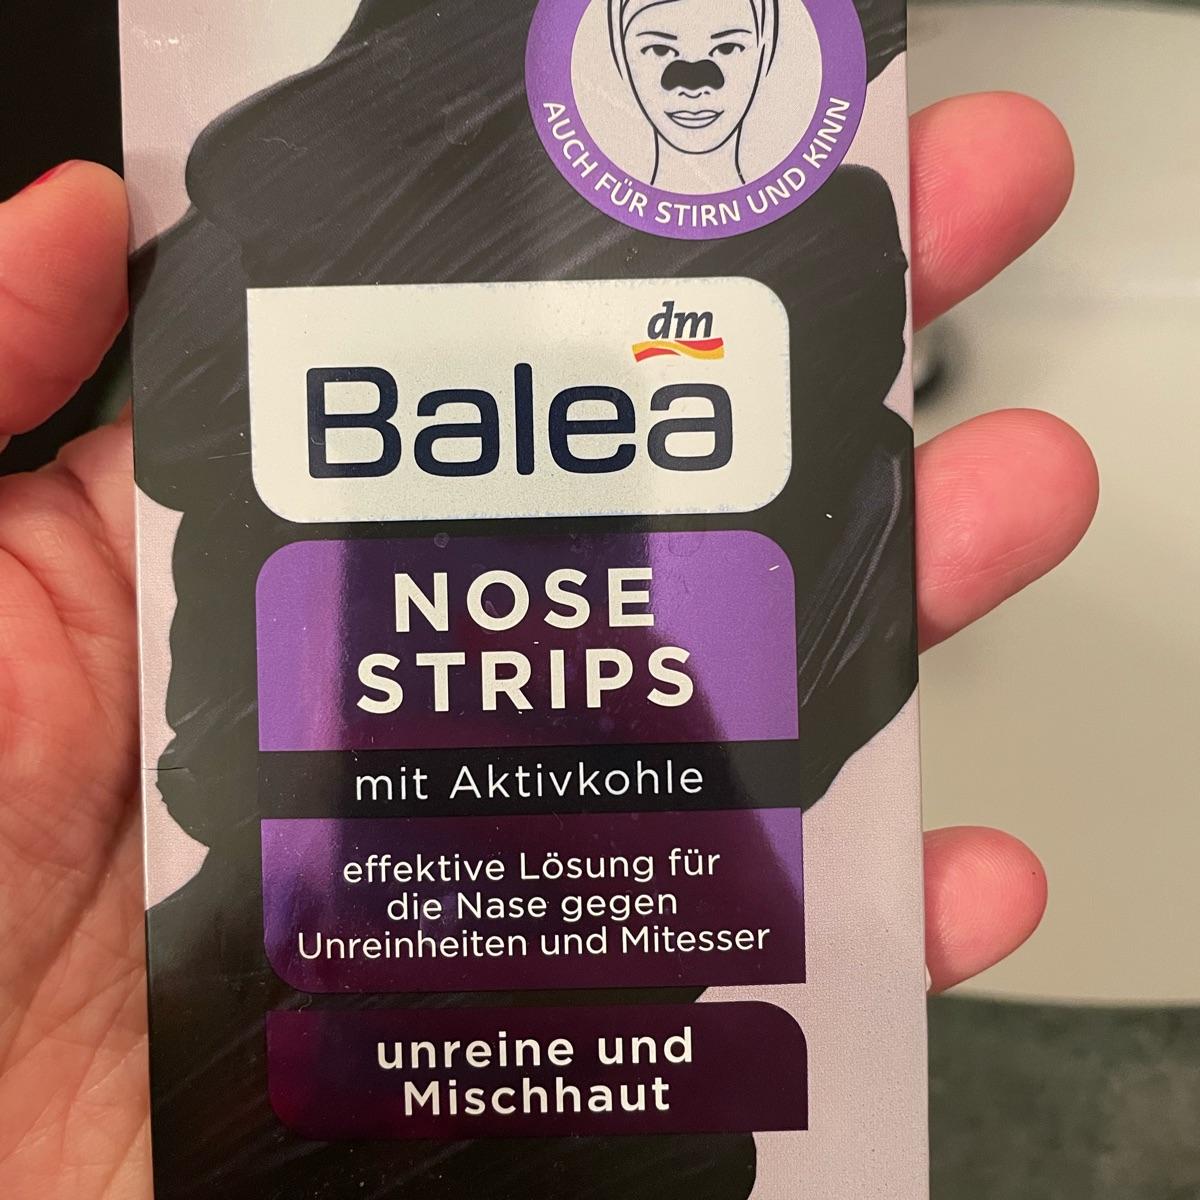 AUCH FÜR STIRN UND KINN
dm
Balea
NOSE
STRIPS
mit Aktivkohle
effektive Lösung für
die Nase gegen
Unreinheiten und Mitesser
unreine und
Mischhaut